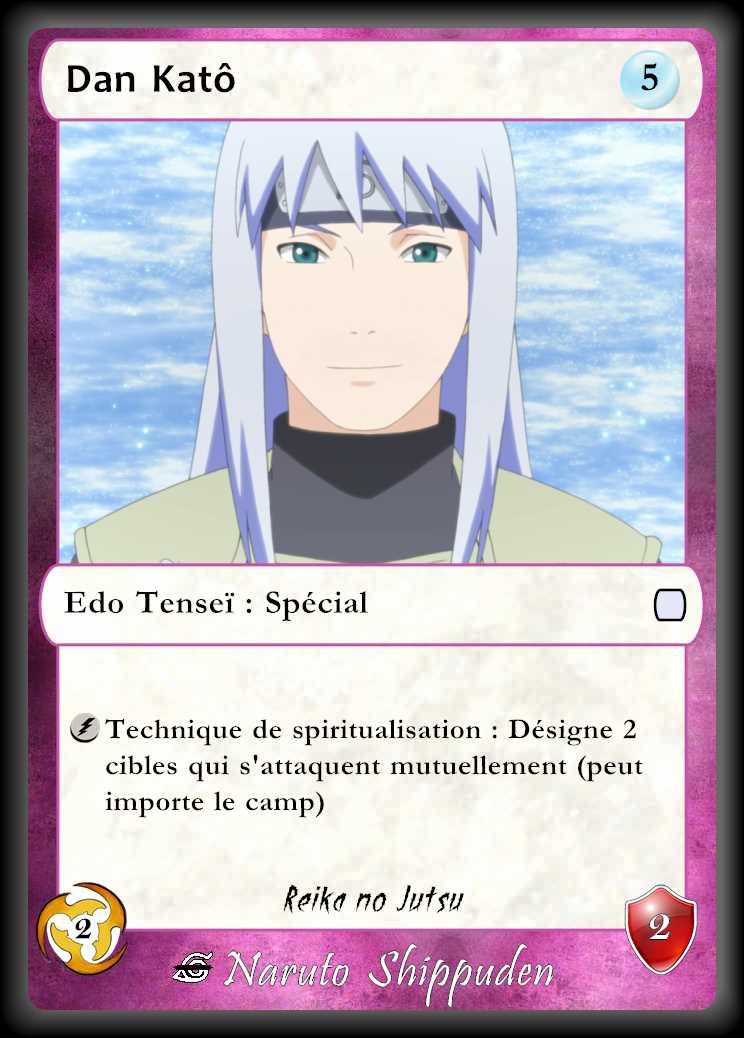 Dan Katô
5
Edo Tenseï : Spécial
Technique de spiritualisation : Désigne 2
cibles qui s'attaquent mutuellement (peut
importe le camp)
Reika no Jutsu
2
2
Naruto Shippuden